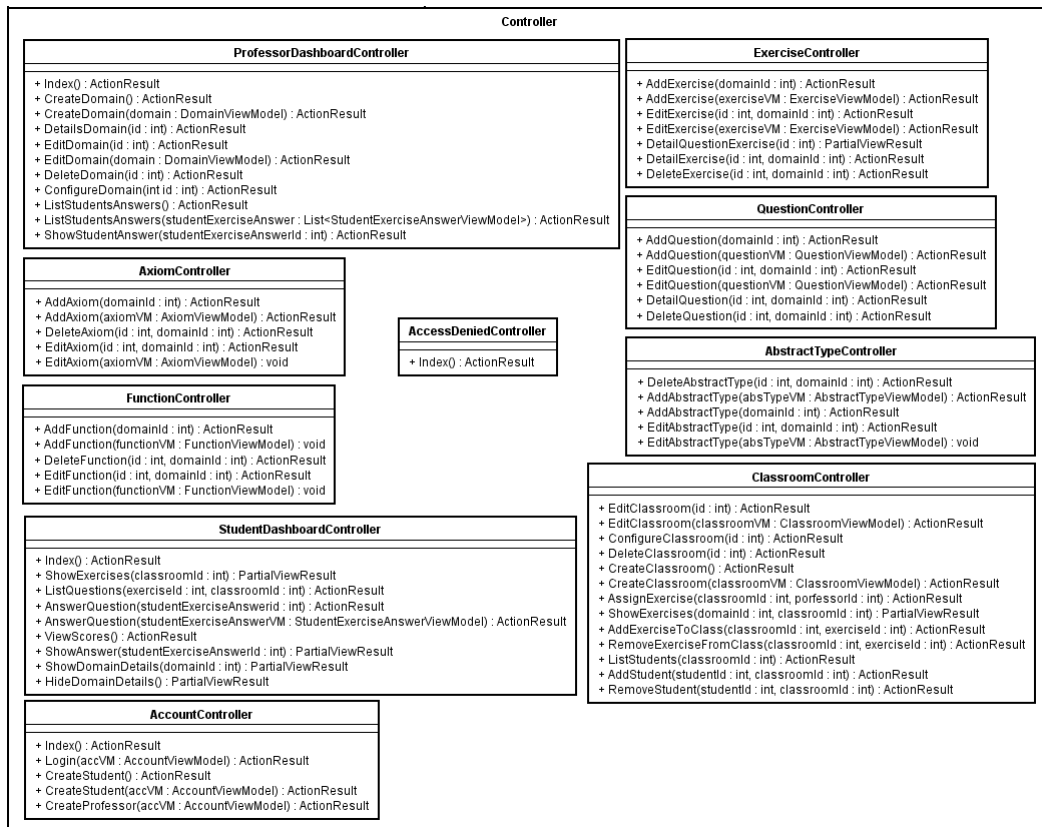 Controller
ProfessorDashboardController
+ Index() : ActionResult
+ CreateDomain() : ActionResult
+ CreateDomain(domain : DomainViewModel) : ActionResult
+ DetailsDomain(id : int) : ActionResult
+ EditDomain(id : int) : ActionResult
+ EditDomain(domain : DomainViewModel) : ActionResult
+ DeleteDomain(id : int) : ActionResult
+ ConfigureDomain(int id : int) : ActionResult
+ ListStudentsAnswers() : ActionResult
+ ListStudentsAnswers(studentExerciseAnswer : List<StudentExerciseAnswerViewModel>) : ActionResult
+ ShowStudentAnswer(studentExerciseAnswerId : int) : ActionResult
ExerciseController
+ AddExercise(domainId : int) : ActionResult
+ AddExercise(exerciseVM : ExerciseViewModel) : ActionResult
+ EditExercise(id : int, domainId : int) : ActionResult
+ EditExercise(exerciseVM : ExerciseViewModel) : ActionResult
+ DetailQuestionExercise(id : int) : PartialViewResult
+ DetailExercise(id : int, domainId : int) : ActionResult
+ DeleteExercise(id : int, domainId : int) : ActionResult
QuestionController
+ AddQuestion(domainId : int) : ActionResult
+ AddQuestion(questionVM : QuestionViewModel) : ActionResult
+ EditQuestion(id : int, domainId : int) : ActionResult
+ EditQuestion(questionVM : QuestionViewModel) : ActionResult
+ DetailQuestion(id : int, domainId : int) : ActionResult
+ DeleteQuestion(id : int, domainId : int) : ActionResult
AxiomController
+ AddAxiom(domainId : int) : ActionResult
+ AddAxiom(axiomVM : AxiomViewModel) : ActionResult
+ DeleteAxiom(id : int, domainId : int) : ActionResult
+ EditAxiom(id : int, domainId : int) : ActionResult
+ EditAxiom(axiomVM : AxiomViewModel) : void
AccessDeniedController
+ Index() : ActionResult
AbstractTypeController
+ DeleteAbstractType(id : int, domainId : int) : ActionResult
+ AddAbstractType(absTypeVM : AbstractTypeViewModel) : ActionResult
+ AddAbstractType(domainId : int) : ActionResult
+ EditAbstractType(id : int, domainId : int) : ActionResult
+ EditAbstractType(absTypeVM : AbstractTypeViewModel) : void
FunctionController
+ AddFunction(domainId : int) : ActionResult
+ AddFunction(functionVM : FunctionViewModel) : void
+ DeleteFunction(id : int, domainId : int) : ActionResult
+ EditFunction(id : int, domainId : int) : ActionResult
+ EditFunction(functionVM : FunctionViewModel) : void
ClassroomController
+ EditClassroom(id : int) : ActionResult
+ EditClassroom(classroomVM : ClassroomViewModel) : ActionResult
+ ConfigureClassroom(id : int) : ActionResult
+ DeleteClassroom(id : int) : ActionResult
+ CreateClassroom() : ActionResult
+ CreateClassroom(classroomVM : ClassroomViewModel) : ActionResult
+ AssignExercise(classroomId : int, porfessorId : int) : ActionResult
+ ShowExercises(domainId : int, classroomId : int) : PartialViewResult
+ AddExerciseToClass(classroomId : int, exerciseId : int) : ActionResult
+ RemoveExerciseFromClass(classroomId : int, exerciseId : int) : ActionResult
+ ListStudents(classroomId : int) : ActionResult
+ AddStudent(studentId : int, classroomId : int) : ActionResult
+ RemoveStudent(studentId : int, classroomId : int) : ActionResult
StudentDashboardController
+ Index() : ActionResult
+ ShowExercises(classroomId : int) : PartialViewResult
+ ListQuestions(exerciseId : int, classroomId : int) : ActionResult
+ AnswerQuestion(studentExerciseAnswerid : int) : ActionResult
+ AnswerQuestion(studentExerciseAnswerVM : StudentExerciseAnswerViewModel) : ActionResult
+ ViewScores() : ActionResult
+ ShowAnswer(studentExerciseAnswerId : int) : PartialViewResult
+ ShowDomainDetails(domainId : int) : PartialViewResult
+ HideDomainDetails() : PartialViewResult
AccountController
+ Index() : ActionResult
+ Login(accVM : AccountViewModel) : ActionResult
+ CreateStudent() : ActionResult
+ CreateStudent(accVM : AccountViewModel) : ActionResult
+ CreateProfessor(accVM : AccountViewModel) : ActionResult